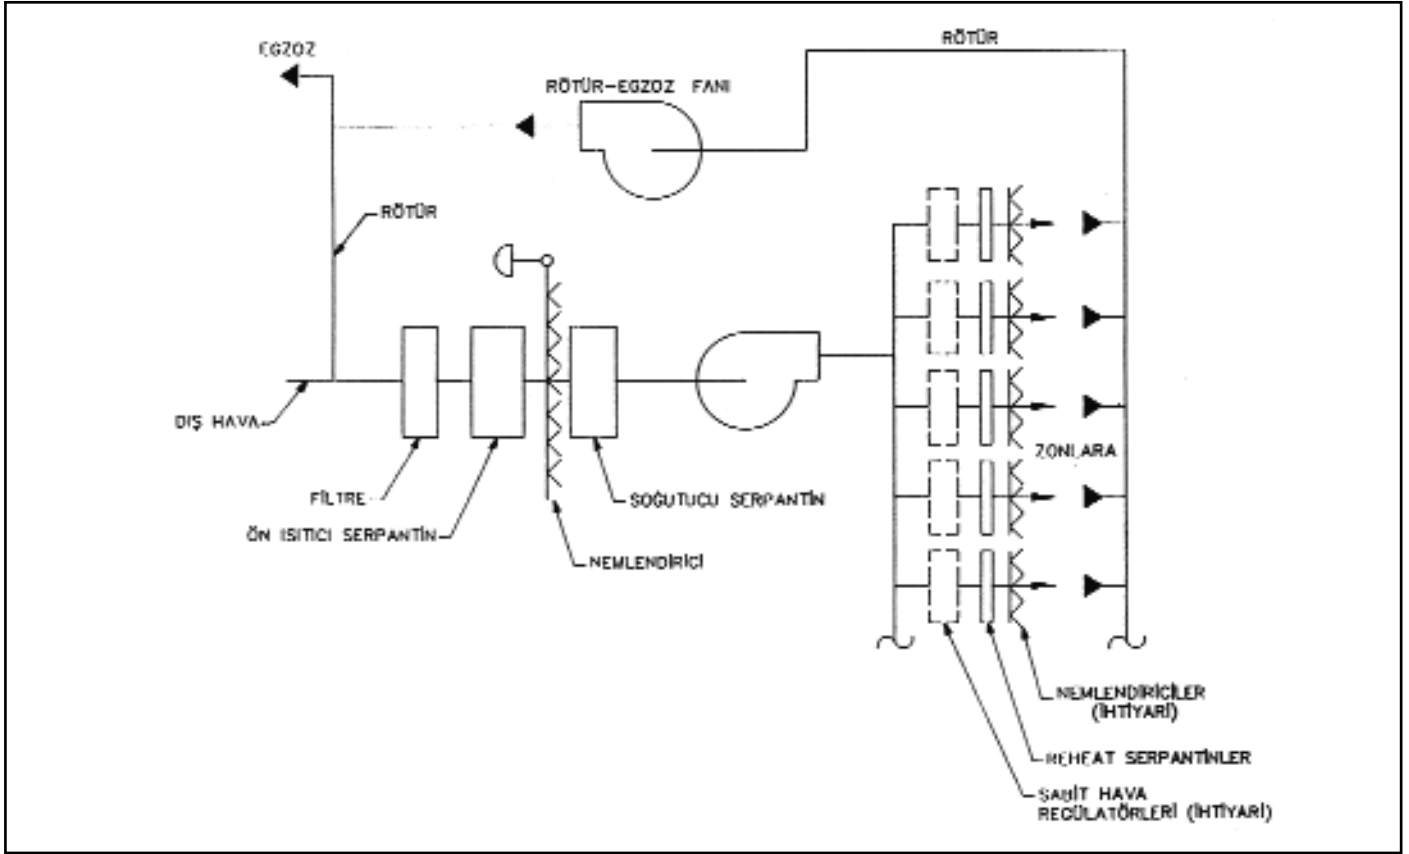 EGZOZ
RÖTÜR
RÖTÜR-EGZOZ FANI
RÖTÜR
DIŞ HAVA
ZONLARA
FİLTRE
SOĞUTUCU SERPANTİN
ÖN ISITICI SERPANTİN
NEMLENDİRİCİ
NEMLENDİRİCİLER
(İHTİYARİ)
REHEAT SERPANTİNLER
SABİT HAVA
REGÜLATÖRLERİ (İHTİYARİ)